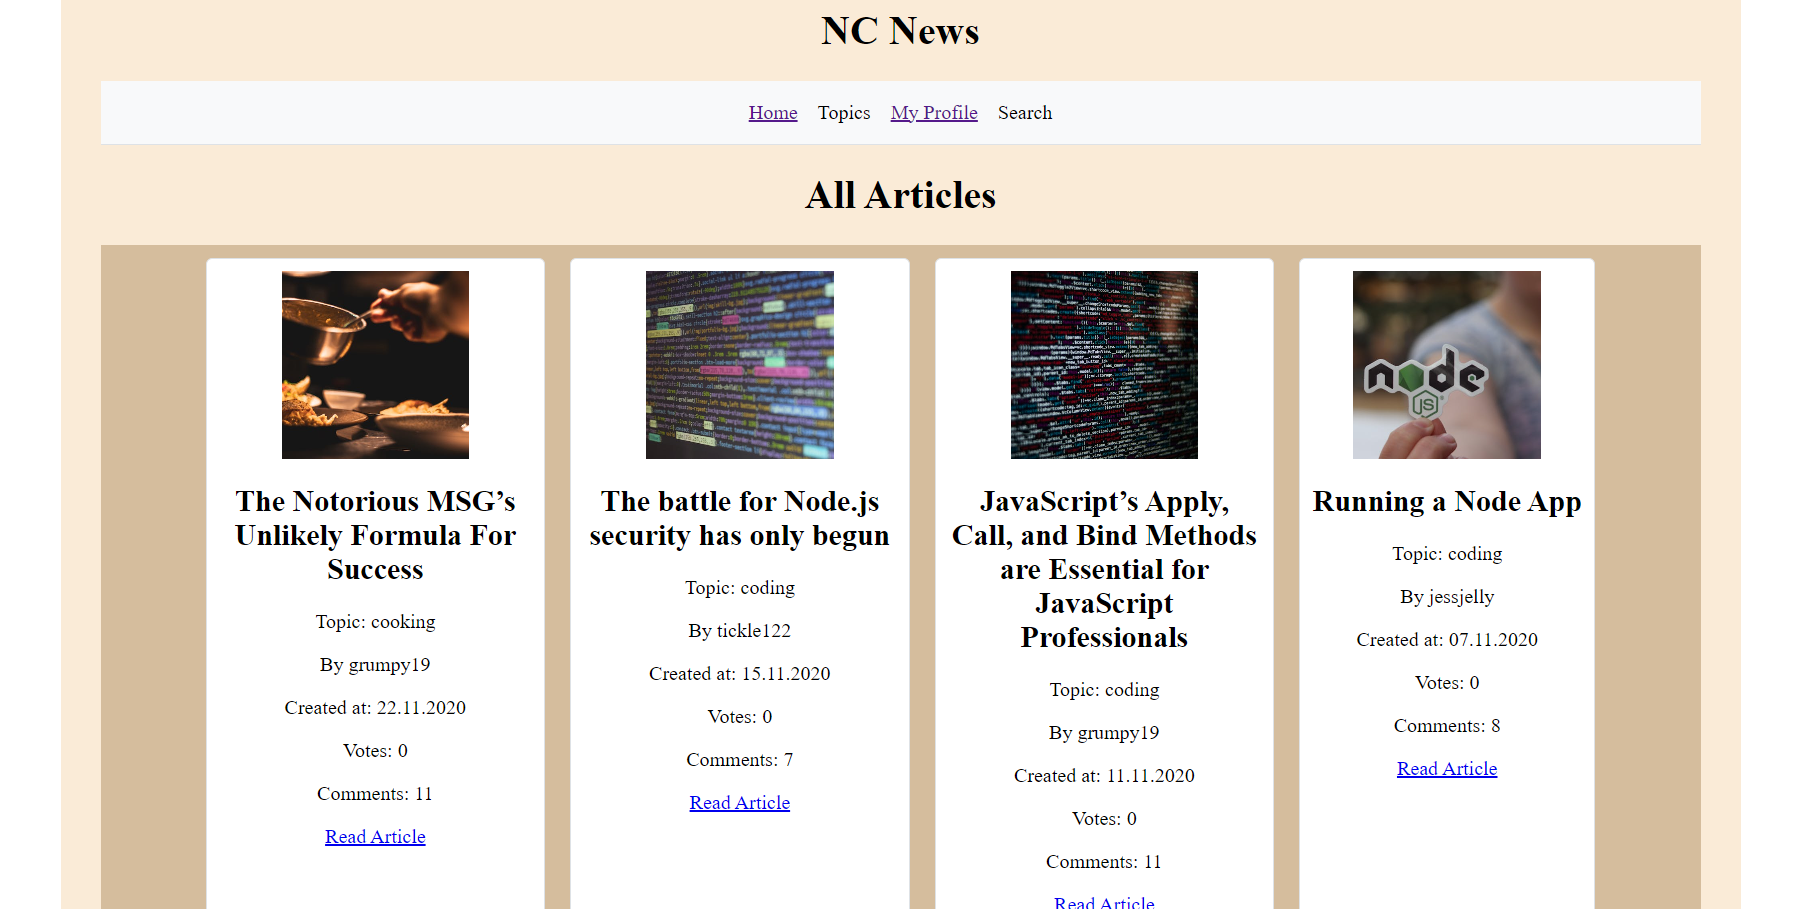 NC News
Home Topics My Profile Search
All Articles
The Notorious MSG’s
Unlikely Formula For
Success
Topic: cooking
By grumpy19
Created at: 22.11.2020
Votes: 0
Comments: 11
Read Article
The battle for Node.js
security has only begun
Topic: coding
By tickle122
Created at: 15.11.2020
Votes: 0
Comments: 7
Read Article
JavaScript’s Apply,
Call, and Bind Methods
are Essential for
JavaScript
Professionals
Topic: coding
By grumpy19
Created at: 11.11.2020
Votes: 0
Comments: 11
Read Article
node
JS
Running a Node App
Topic: coding
By jessjelly
Created at: 07.11.2020
Votes: 0
Comments: 8
Read Article